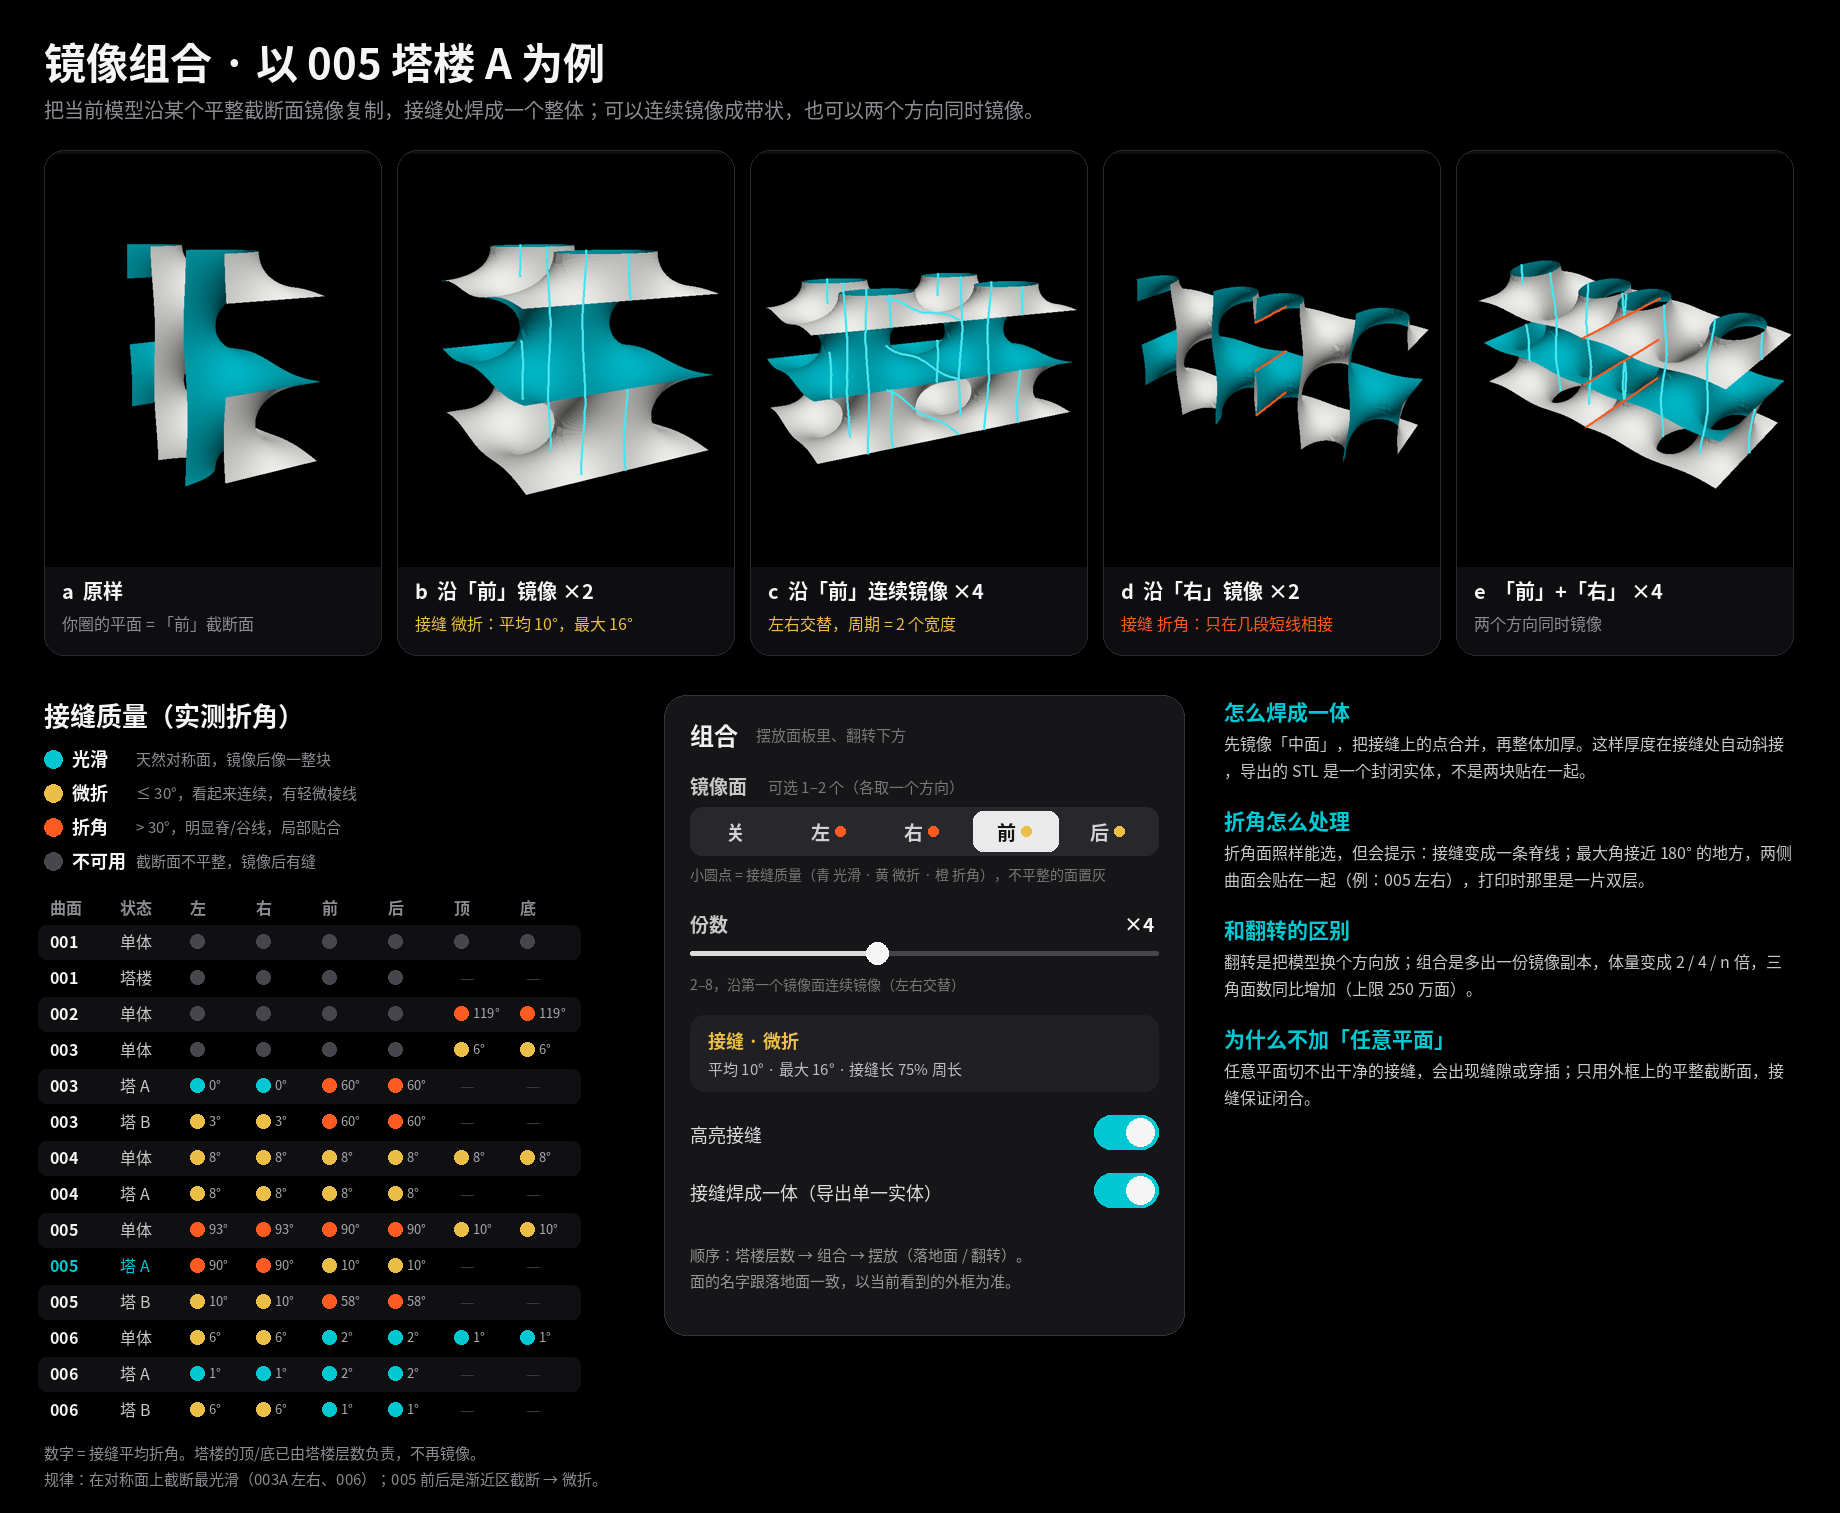 镜像组合 · 以 005 塔楼 A 为例
把当前模型沿某个平整截断面镜像复制，接缝处焊成一个整体；可以连续镜像成带状，也可以两个方向同时镜像。
a 原样
你圈的平面 = 「前」截断面
b 沿「前」镜像 ×2
接缝 微折：平均 10°，最大 16°
c 沿「前」连续镜像 ×4
左右交替，周期 = 2 个宽度
d 沿「右」镜像 ×2
接缝 折角：只在几段短线相接
e 「前」+「右」 ×4
两个方向同时镜像
接缝质量（实测折角）
光滑 天然对称面，镜像后像一整块
微折 ≤ 30°，看起来连续，有轻微棱线
折角 > 30°，明显脊/谷线，局部贴合
不可用 截断面不平整，镜像后有缝
曲面 状态 左 右 前 后 顶 底
001 单体
001 塔楼 — —
002 单体 119° 119°
003 单体 6° 6°
003 塔 A 0° 0° 60° 60° — —
003 塔 B 3° 3° 60° 60° — —
004 单体 8° 8° 8° 8° 8° 8°
004 塔 A 8° 8° 8° 8° — —
005 单体 93° 93° 90° 90° 10° 10°
005 塔 A 90° 90° 10° 10° — —
005 塔 B 10° 10° 58° 58° — —
006 单体 6° 6° 2° 2° 1° 1°
006 塔 A 1° 1° 2° 2° — —
006 塔 B 6° 6° 1° 1° — —
数字 = 接缝平均折角。塔楼的顶/底已由塔楼层数负责，不再镜像。
规律：在对称面上截断最光滑（003A 左右、006）；005 前后是渐近区截断 → 微折。
组合 摆放面板里、翻转下方
镜像面 可选 1–2 个（各取一个方向）
关 左 右 前 后
小圆点 = 接缝质量（青 光滑 · 黄 微折 · 橙 折角），不平整的面置灰
份数 ×4
2–8，沿第一个镜像面连续镜像（左右交替）
接缝 · 微折
平均 10° · 最大 16° · 接缝长 75% 周长
高亮接缝
接缝焊成一体（导出单一实体）
顺序：塔楼层数 → 组合 → 摆放（落地面 / 翻转）。
面的名字跟落地面一致，以当前看到的外框为准。
怎么焊成一体
先镜像「中面」，把接缝上的点合并，再整体加厚。这样厚度在接缝处自动斜接
，导出的 STL 是一个封闭实体，不是两块贴在一起。
折角怎么处理
折角面照样能选，但会提示：接缝变成一条脊线；最大角接近 180° 的地方，两侧
曲面会贴在一起（例：005 左右），打印时那里是一片双层。
和翻转的区别
翻转是把模型换个方向放；组合是多出一份镜像副本，体量变成 2 / 4 / n 倍，三
角面数同比增加（上限 250 万面）。
为什么不加「任意平面」
任意平面切不出干净的接缝，会出现缝隙或穿插；只用外框上的平整截断面，接
缝保证闭合。